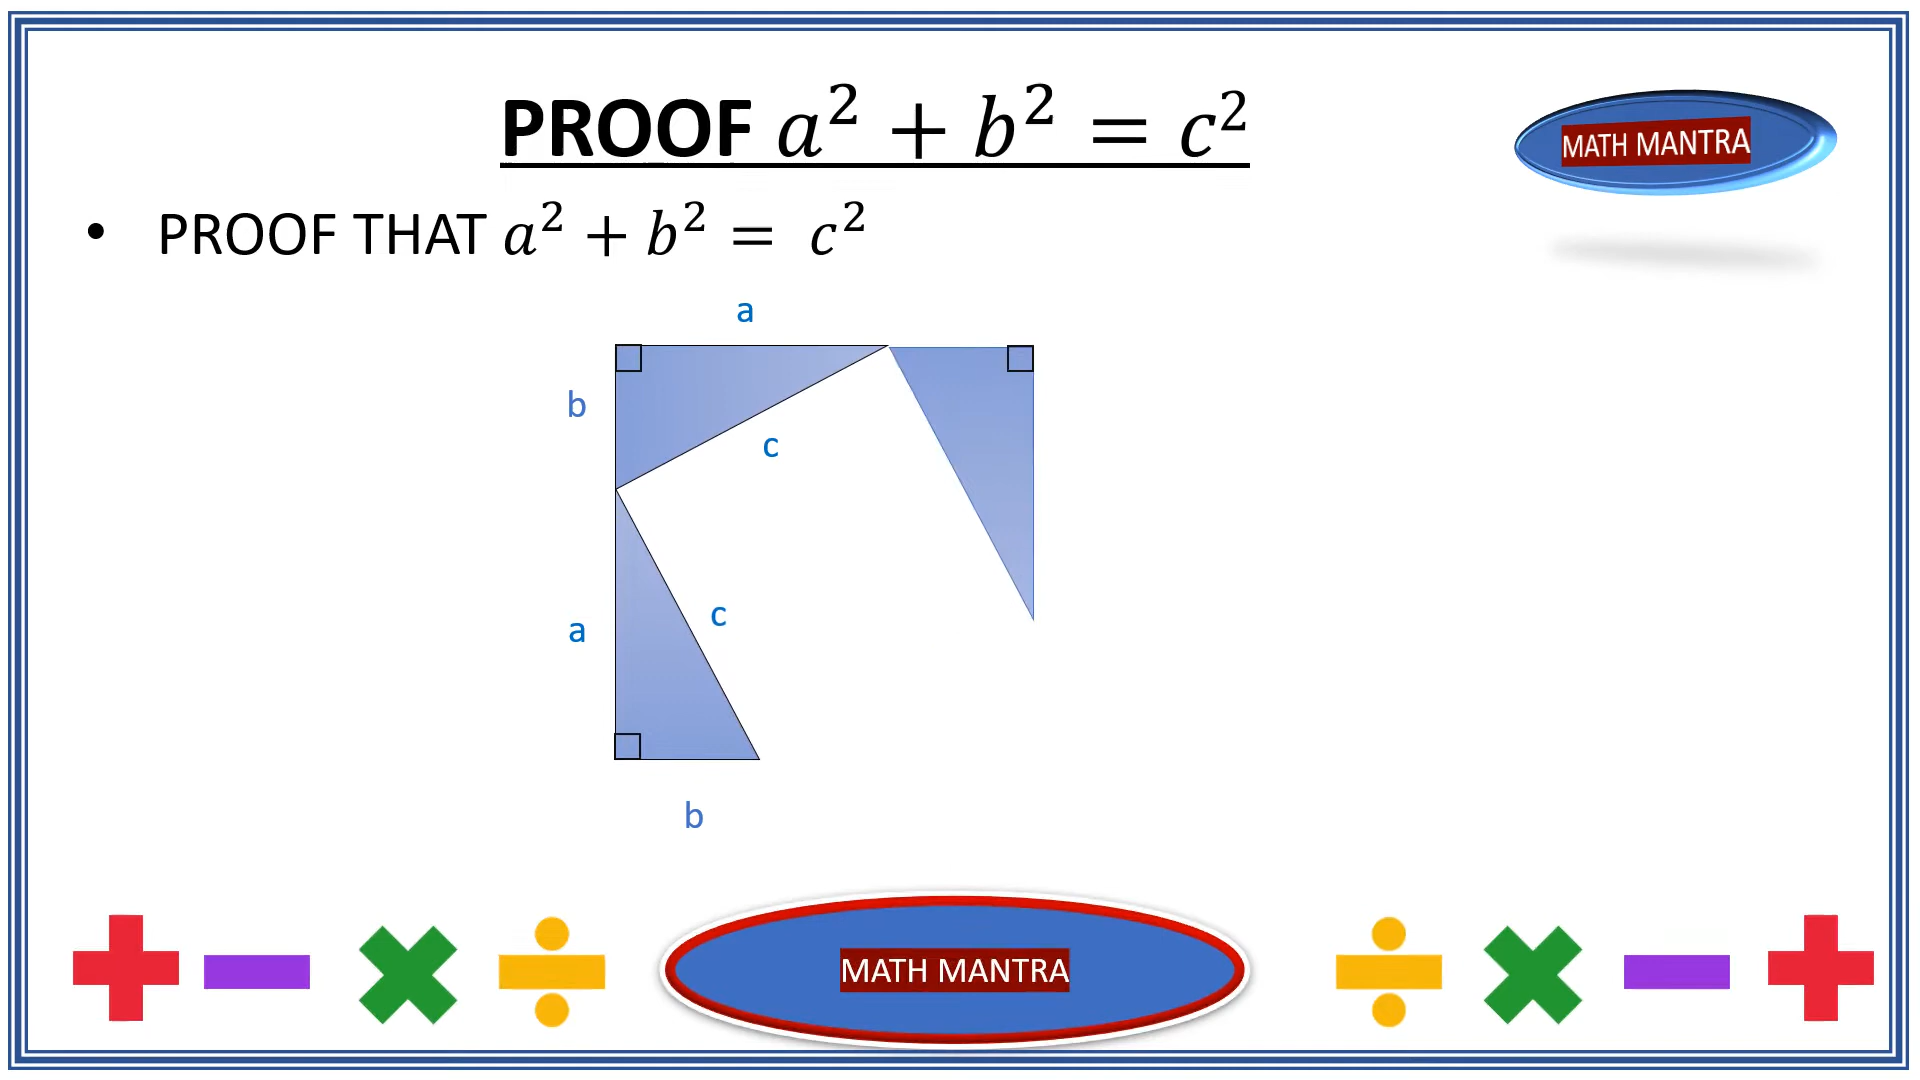 PROOF a² + b² = c²
MATH MANTRA
• PROOF THAT a² + b² = c²
a
b
c
a
c
b
MATH MANTRA